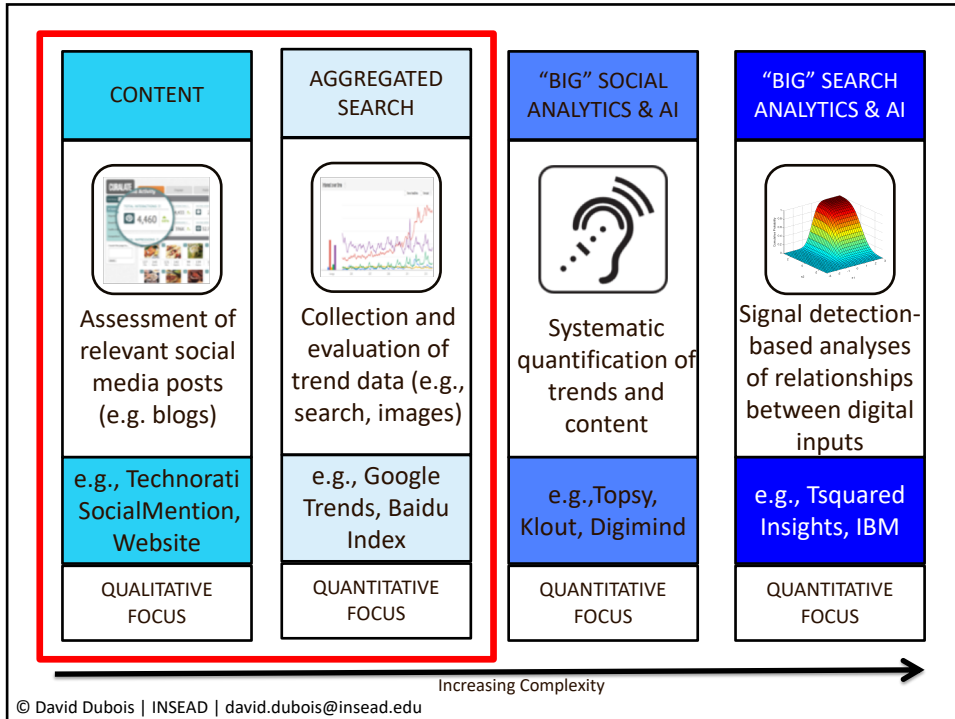 CONTENT
AGGREGATED
SEARCH
“BIG” SOCIAL
ANALYTICS & AI
“BIG” SEARCH
ANALYTICS & AI
CURALATE
4,460
Assessment of
relevant social
media posts
(e.g. blogs)
Collection and
evaluation of
trend data (e.g.,
search, images)
Systematic
quantification of
trends and
content
Signal detection-
based analyses
of relationships
between digital
inputs
e.g., Technorati
SocialMention,
Website
e.g., Google
Trends, Baidu
Index
e.g.,Topsy,
Klout, Digimind
e.g., Tsquared
Insights, IBM
QUALITATIVE
FOCUS
QUANTITATIVE
FOCUS
QUANTITATIVE
FOCUS
QUANTITATIVE
FOCUS
Increasing Complexity
© David Dubois | INSEAD | david.dubois@insead.edu